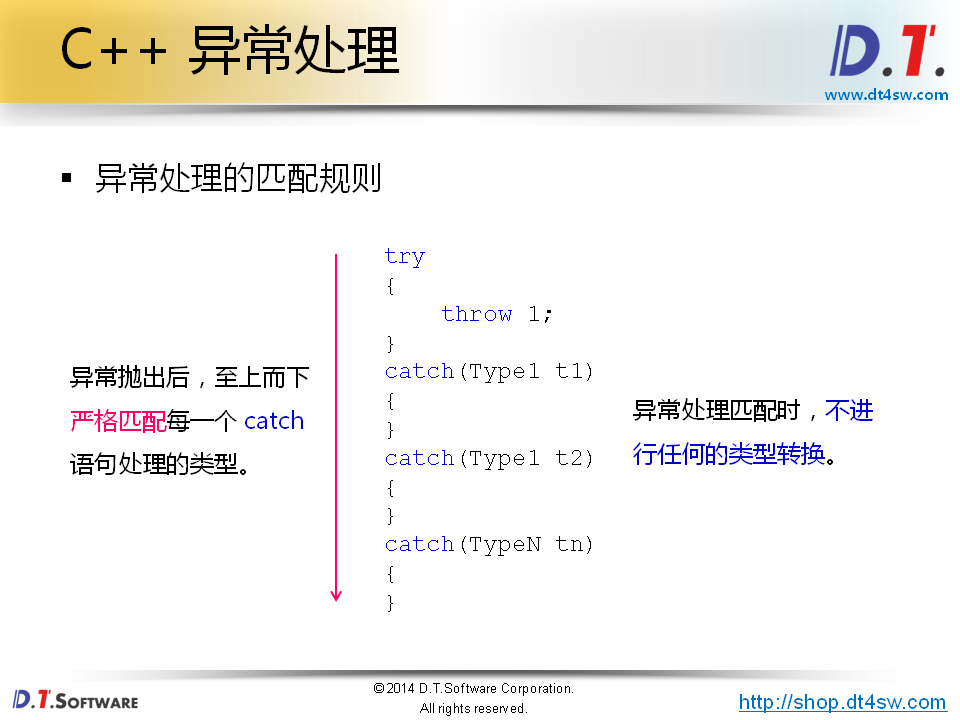 C++ 异常处理
D.T.
www.dt4sw.com
▪ 异常处理的匹配规则
异常抛出后，至上而下
严格匹配每一个 catch
语句处理的类型。
try
{
    throw 1;
}
catch(Type1 t1)
{
}
catch(Type1 t2)
{
}
catch(TypeN tn)
{
}
异常处理匹配时，不进
行任何的类型转换。
D.T.SOFTWARE
©2014 D.T.Software Corporation.
All rights reserved.
http://shop.dt4sw.com